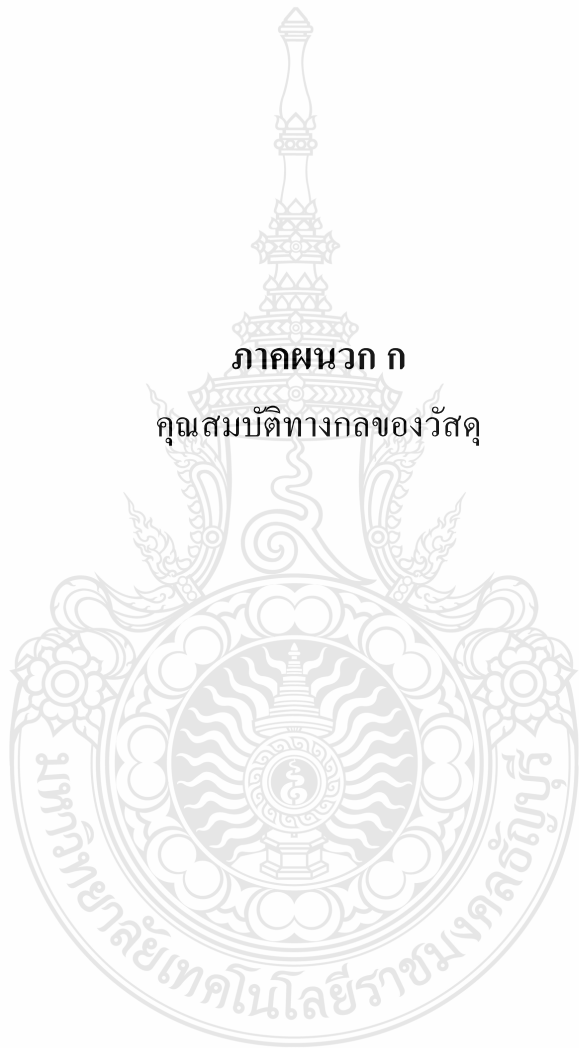 ภาคผนวก ก
คุณสมบัติทางกลของวัสดุ
มหาวิทยาลัยเทคโนโลยีราชมงคลธัญบุรี